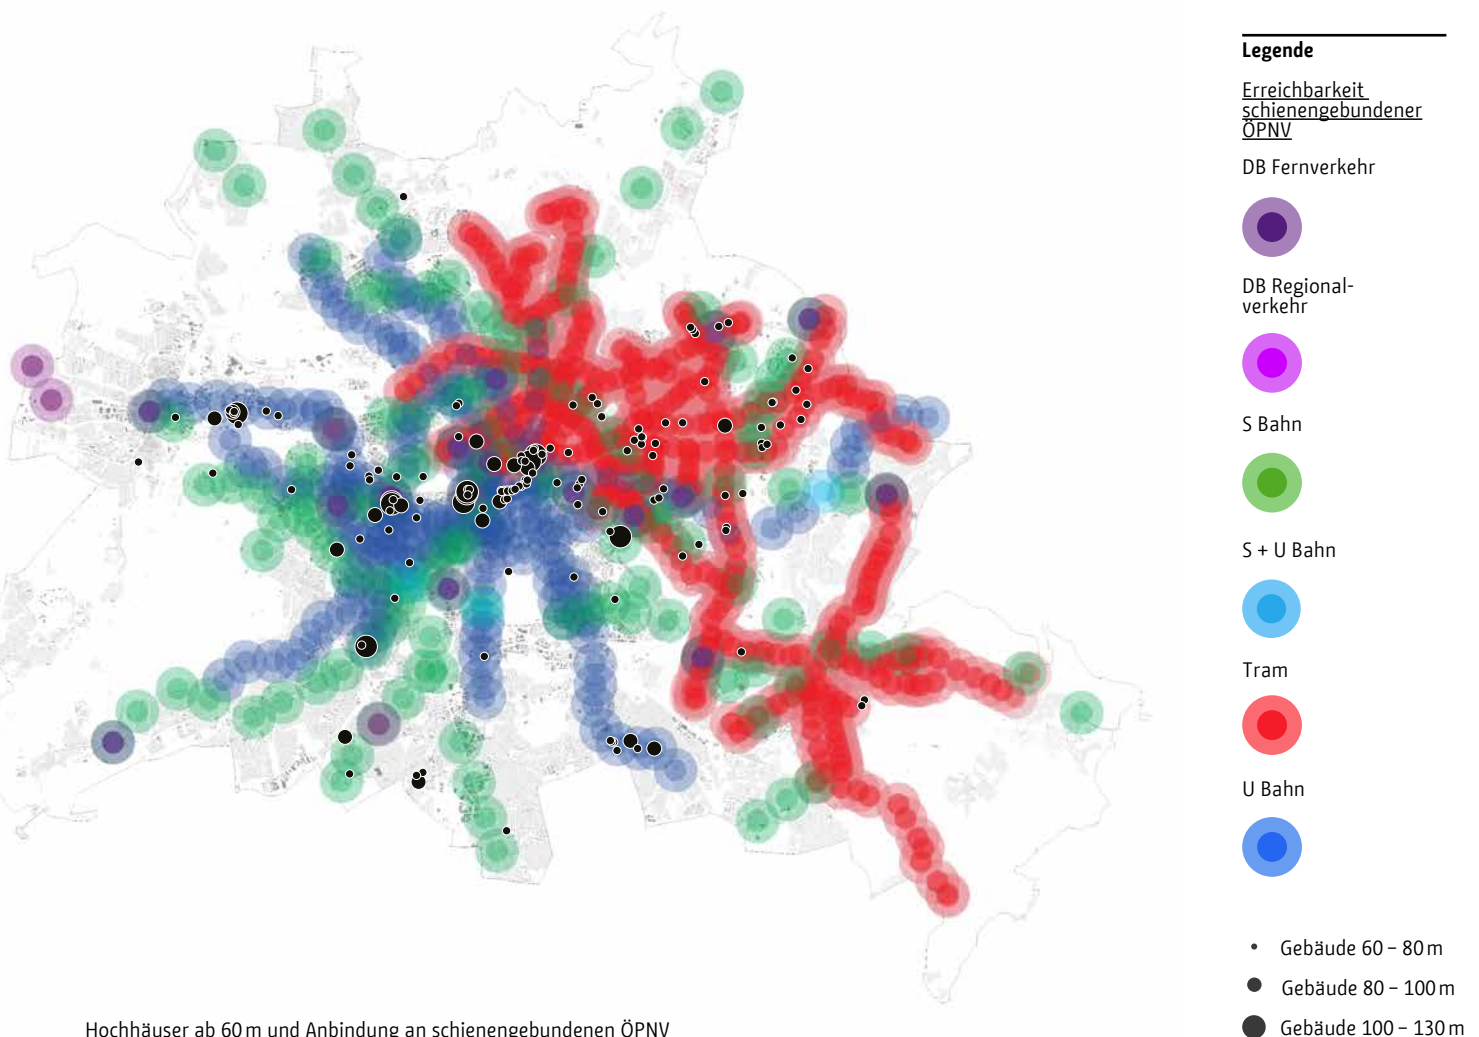 Legende
Erreichbarkeit
schienengebundener
ÖPNV
DB Fernverkehr
DB Regional-
verkehr
S Bahn
S + U Bahn
Tram
U Bahn
Gebäude 60 – 80 m
Gebäude 80 – 100 m
Gebäude 100 – 130 m
Hochhäuser ab 60 m und Anbindung an schienengebundenen ÖPNV